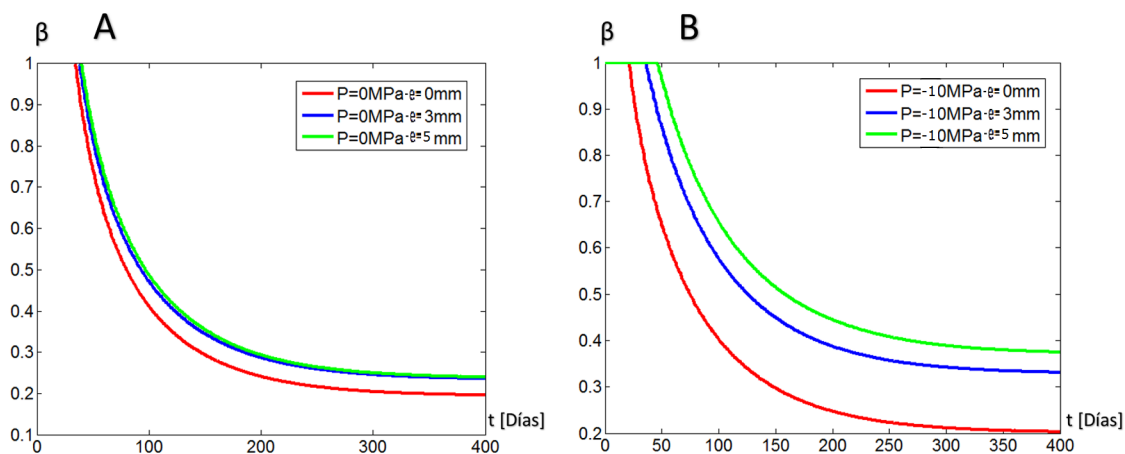 β
A
1
0.9
0.8
0.7
0.6
0.5
0.4
0.3
0.2
0.1
0
100
200
300
400
t [Días]
P=0MPa-e=0mm
P=0MPa-e=3mm
P=0MPa-e=5mm
β
B
1
0.9
0.8
0.7
0.6
0.5
0.4
0.3
0.2
0
50
100
150
200
250
300
350
400
t [Días]
P=-10MPa-e=0mm
P=-10MPa-e=3mm
P=-10MPa-e=5mm